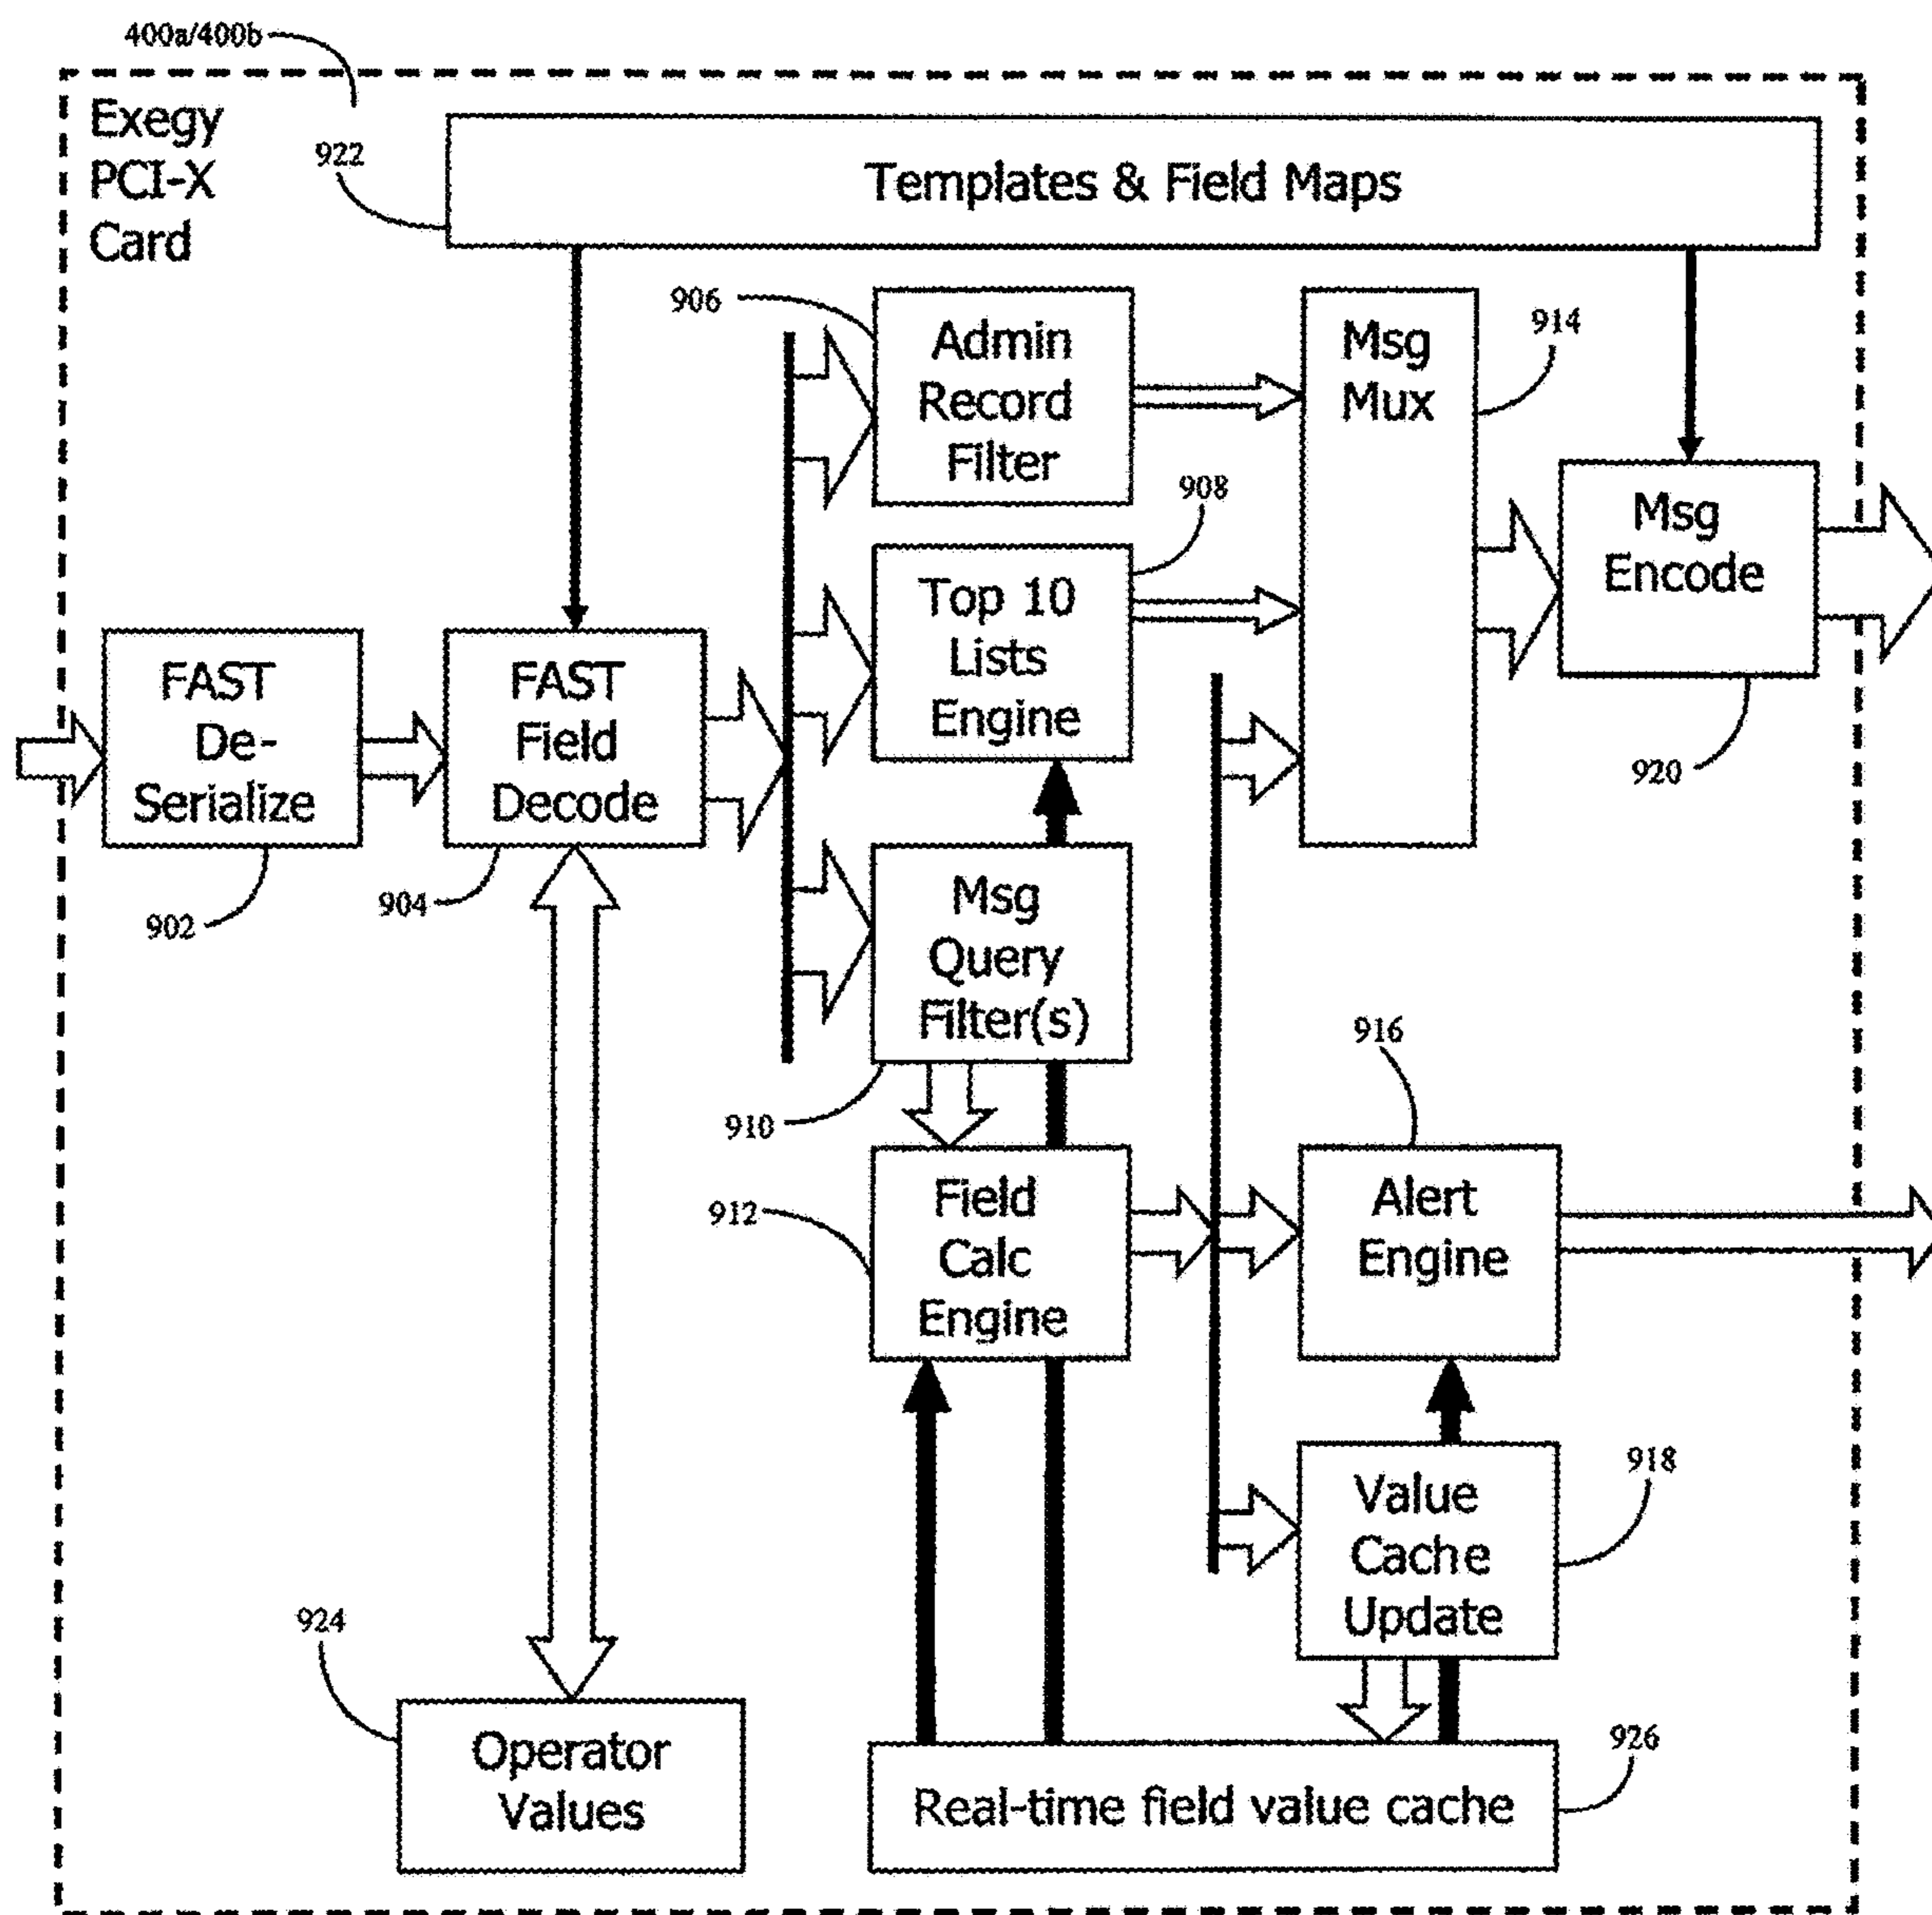 400a/400b
Exegy
PCI-X
Card
922
Templates & Field Maps
906
Admin
Record
Filter
Msg
Mux
914
908
Msg
Encode
Top 10
Lists
Engine
FAST
De-
Serialize
FAST
Field
Decode
920
902
904
Msg
Query
Filter(s)
910
916
912
Field
Calc
Engine
Alert
Engine
918
Value
Cache
Update
924
Operator
Values
926
Real-time field value cache